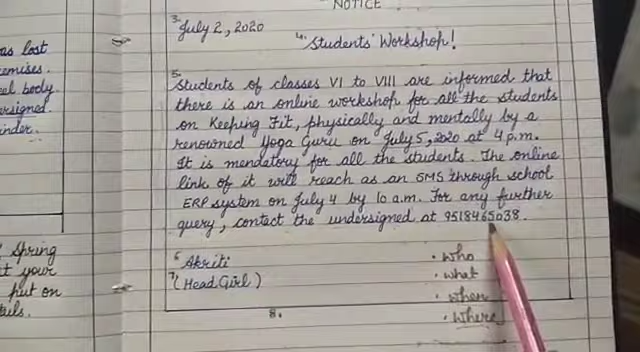 NOTICE
3. July 2, 2020
4. "Students' Workshop!
5.
Students of classes VI to VIII are informed that
there is an online workshop for all the students
on Keeping Fit, physically and mentally by a
renowned Yoga Guru on July 5, 2020 at 4 p.m.
It is mendatory for all the students. The online
link of it will reach as an SMS through school
ERP system on July 4 by 10 a.m. For any further
query, contact the undersigned at 9518465038.
6. Akriti
7. (Head Girl)
8.
• who
• what
• when
• where
as lost
emises.
el body
ersigned
inder.
Spring
t your
put on
tails.